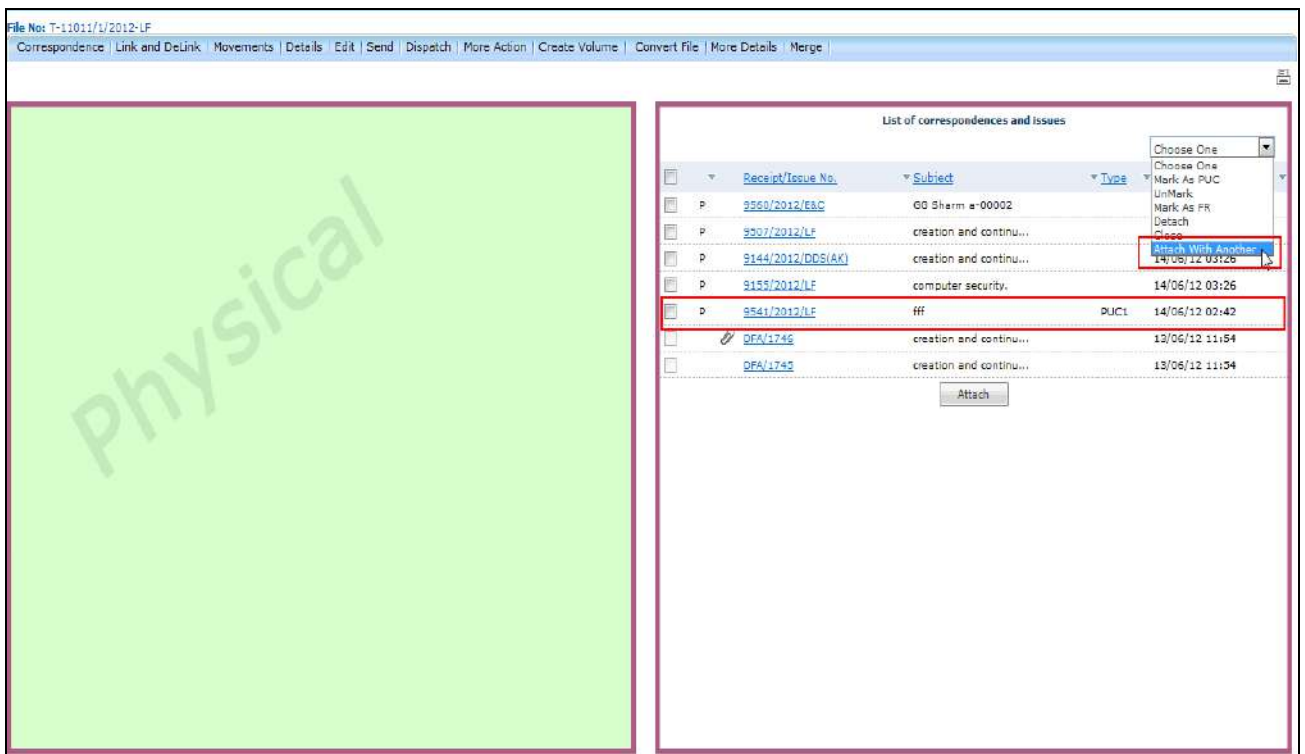 File No: T-11011/1/2012-LF
Correspondence | Link and DeLink | Movements | Details | Edit | Send | Dispatch | More Action | Create Volume | Convert File | More Details | Merge |
Physical
List of correspondences and issues
Choose One
Choose One
Mark As PUC
UnMark
Mark As FR
Detach
Close
Attach With Another
Receipt/Issue No. Subject Type
P 9560/2012/E&C GG Sharm a-00002
P 9507/2012/LF creation and continu...
P 9144/2012/DDS(AK) creation and continu... 14/06/12 03:26
P 9155/2012/LF computer security. 14/06/12 03:26
P 9541/2012/LF fff PUC1 14/06/12 02:42
DFA/1746 creation and continu... 13/06/12 11:54
DFA/1745 creation and continu... 13/06/12 11:54
Attach